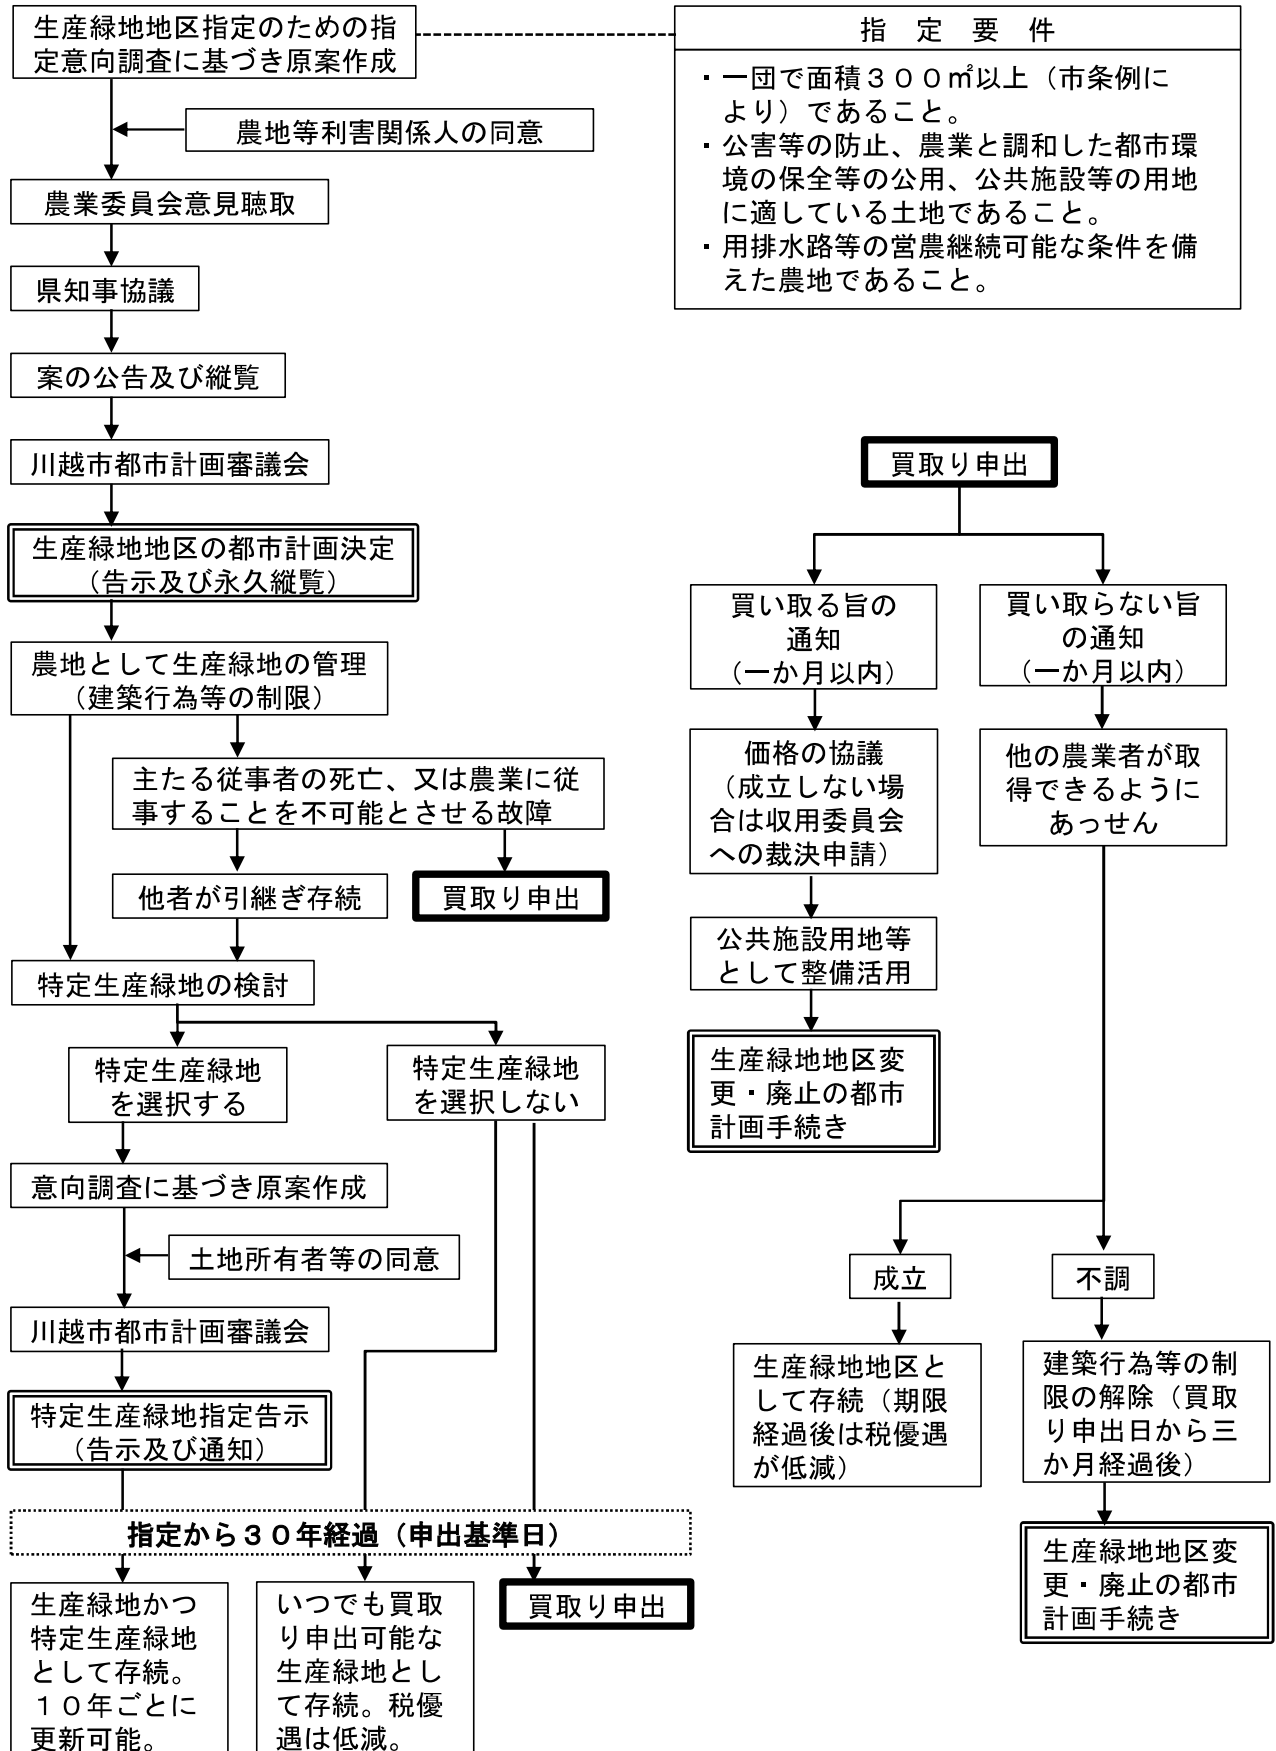 生産緑地地区指定のための指
定意向調査に基づき原案作成
農地等利害関係人の同意
農業委員会意見聴取
県知事協議
案の公告及び縦覧
川越市都市計画審議会
生産緑地地区の都市計画決定
（告示及び永久縦覧）
農地として生産緑地の管理
（建築行為等の制限）
主たる従事者の死亡、又は農業に従
事することを不可能とさせる故障
他者が引継ぎ存続
買取り申出
特定生産緑地の検討
特定生産緑地
を選択する
特定生産緑地
を選択しない
意向調査に基づき原案作成
土地所有者等の同意
川越市都市計画審議会
特定生産緑地指定告示
（告示及び通知）
指定から３０年経過（申出基準日）
生産緑地かつ
特定生産緑地
として存続。
１０年ごとに
更新可能。
いつでも買取
り申出可能な
生産緑地とし
て存続。税優
遇は低減。
買取り申出
指　定　要　件
・一団で面積３００㎡以上（市条例に
より）であること。
・公害等の防止、農業と調和した都市環
境の保全等の公用、公共施設等の用地
に適している土地であること。
・用排水路等の営農継続可能な条件を備
えた農地であること。
買取り申出
買い取る旨の
通知
（一か月以内）
価格の協議
（成立しない場
合は収用委員会
への裁決申請）
公共施設用地等
として整備活用
生産緑地地区変
更・廃止の都市
計画手続き
買い取らない旨
の通知
（一か月以内）
他の農業者が取
得できるように
あっせん
成立
生産緑地地区と
して存続（期限
経過後は税優遇
が低減）
不調
建築行為等の制
限の解除（買取
り申出日から三
か月経過後）
生産緑地地区変
更・廃止の都市
計画手続き